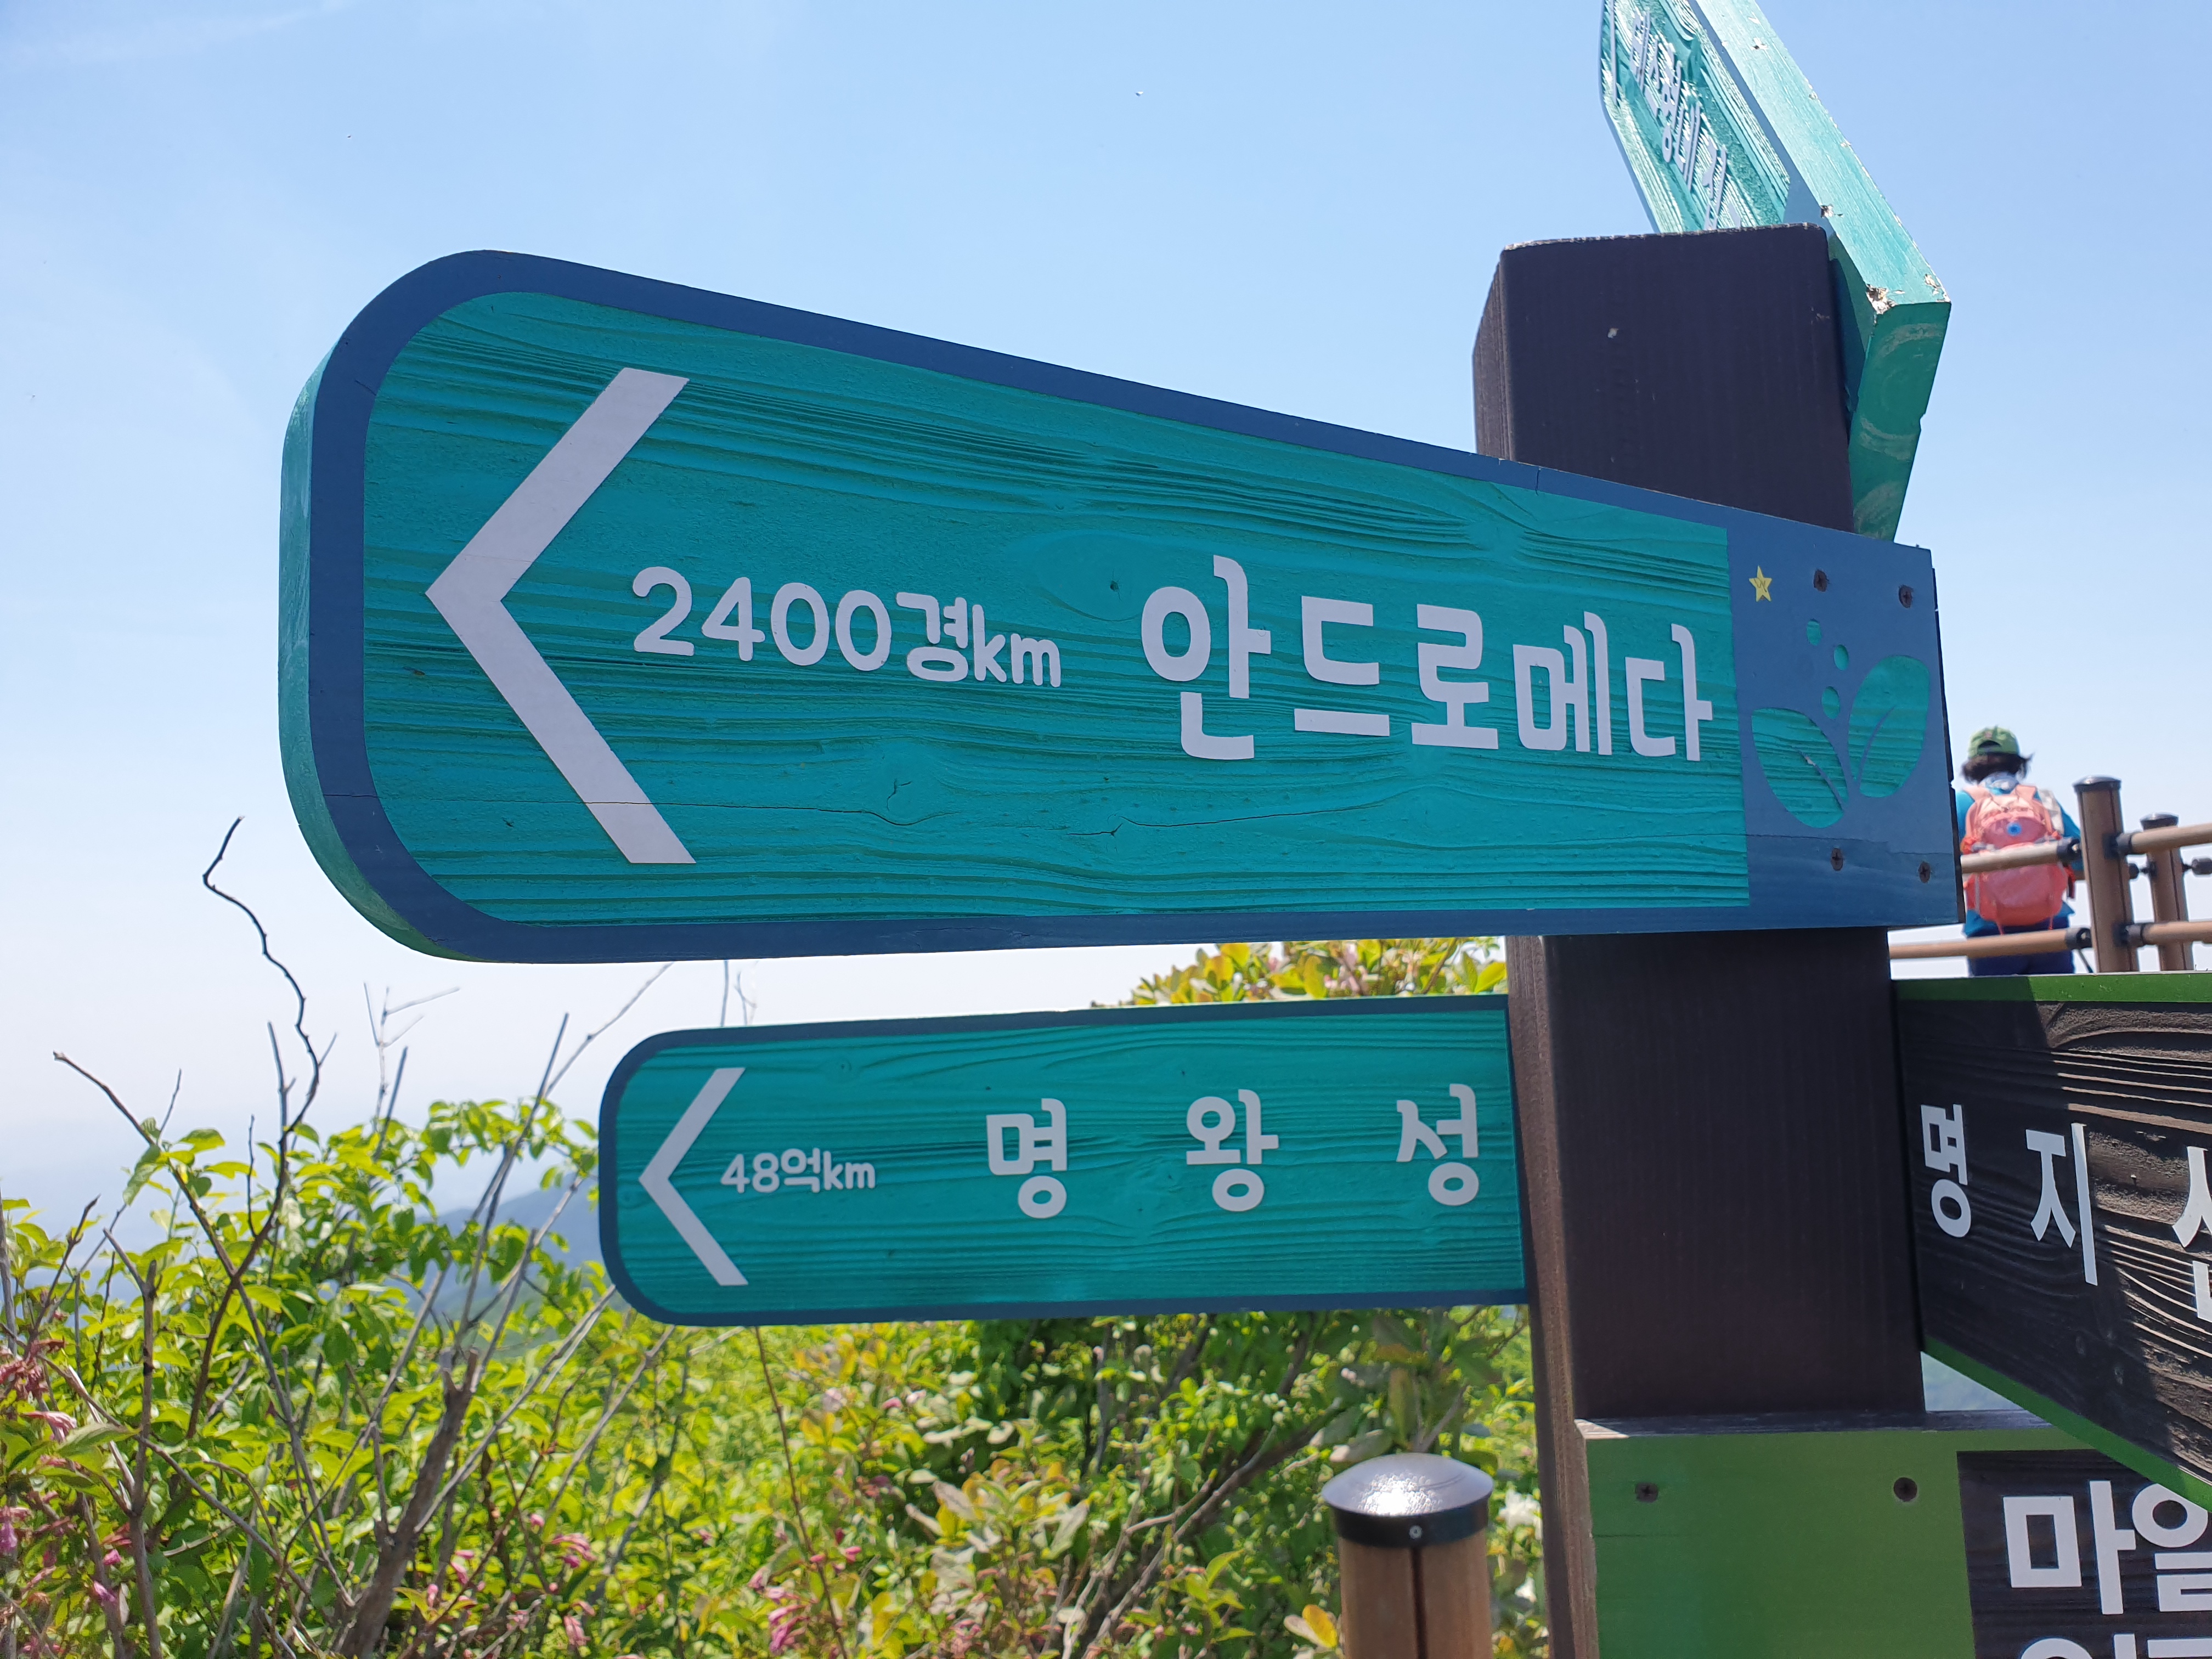 2400경km 안드로메다
48억km 명 왕 성
명 지
마을